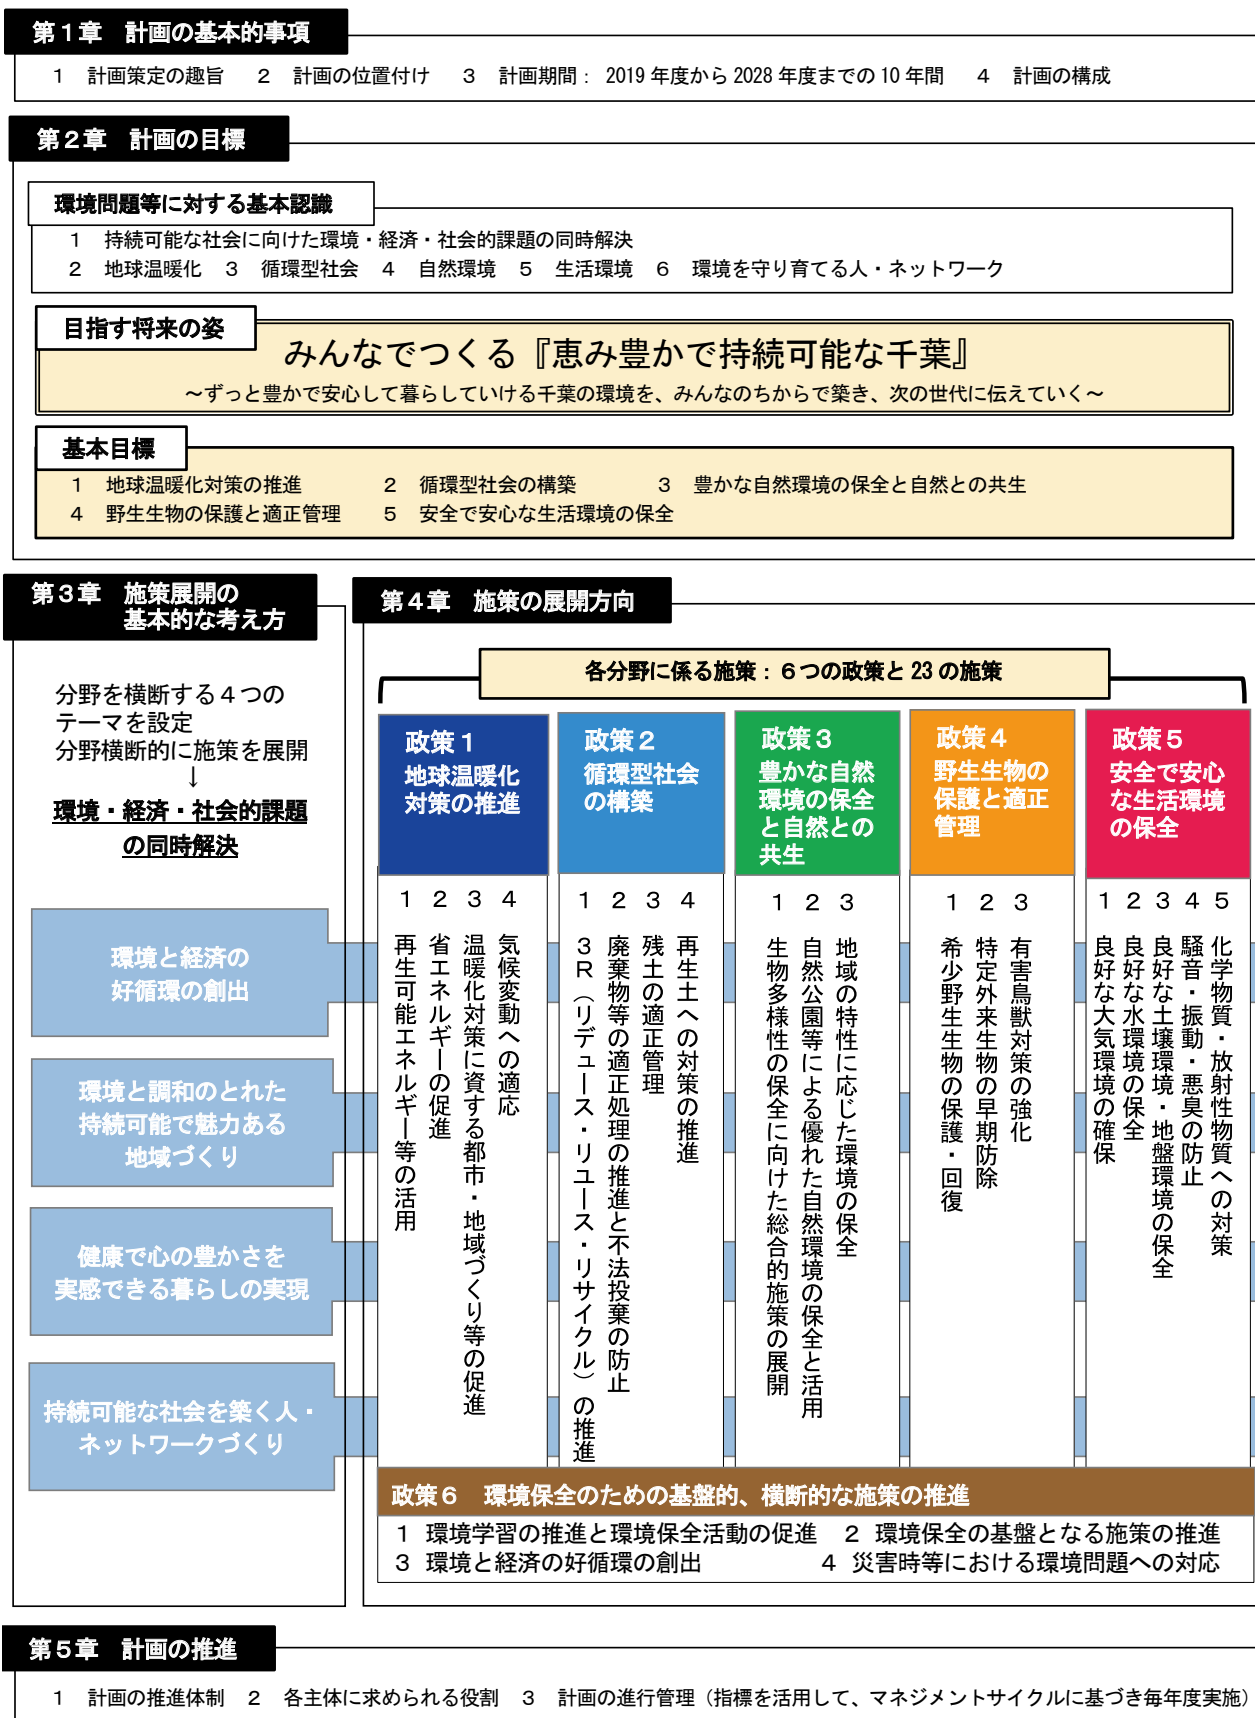 第１章　計画の基本的事項
１　計画策定の趣旨　２　計画の位置付け　３　計画期間：2019年度から2028年度までの10年間　４　計画の構成
第２章　計画の目標
環境問題等に対する基本認識
１　持続可能な社会に向けた環境・経済・社会的課題の同時解決
２　地球温暖化　３　循環型社会　４　自然環境　５　生活環境　６　環境を守り育てる人・ネットワーク
目指す将来の姿
みんなでつくる『恵み豊かで持続可能な千葉』
～ずっと豊かで安心して暮らしていける千葉の環境を、みんなのちからで築き、次の世代に伝えていく～
基本目標
１　地球温暖化対策の推進　２　循環型社会の構築　３　豊かな自然環境の保全と自然との共生
４　野生生物の保護と適正管理　５　安全で安心な生活環境の保全
第３章　施策展開の
基本的な考え方
分野を横断する４つの
テーマを設定
分野横断的に施策を展開
↓
環境・経済・社会的課題
の同時解決
環境と経済の
好循環の創出
環境と調和のとれた
持続可能で魅力ある
地域づくり
健康で心の豊かさを
実感できる暮らしの実現
持続可能な社会を築く人・
ネットワークづくり
第４章　施策の展開方向
各分野に係る施策：６つの政策と23の施策
政策１
地球温暖化
対策の推進
１　再生可能エネルギー等の活用
２　省エネルギーの促進
３　温暖化対策に資する都市・地域づくり等の促進
４　気候変動への適応
政策２
循環型社会
の構築
１　３Ｒ（リデュース・リユース・リサイクル）の推進
２　廃棄物等の適正処理の推進と不法投棄の防止
３　残土の適正管理
４　再生土への対策の推進
政策３
豊かな自然
環境の保全
と自然との
共生
１　生物多様性の保全に向けた総合的施策の展開
２　自然公園等による優れた自然環境の保全と活用
３　地域の特性に応じた環境の保全
政策４
野生生物の
保護と適正
管理
１　希少野生生物の保護・回復
２　特定外来生物の早期防除
３　有害鳥獣対策の強化
政策５
安全で安心
な生活環境
の保全
１　良好な大気環境の確保
２　良好な水環境の保全
３　良好な土壌環境・地盤環境の保全
４　騒音・振動・悪臭の防止
５　化学物質・放射性物質への対策
政策６　環境保全のための基盤的、横断的な施策の推進
１　環境学習の推進と環境保全活動の促進　２　環境保全の基盤となる施策の推進
３　環境と経済の好循環の創出　４　災害時等における環境問題への対応
第５章　計画の推進
１　計画の推進体制　２　各主体に求められる役割　３　計画の進行管理（指標を活用して、マネジメントサイクルに基づき毎年度実施）